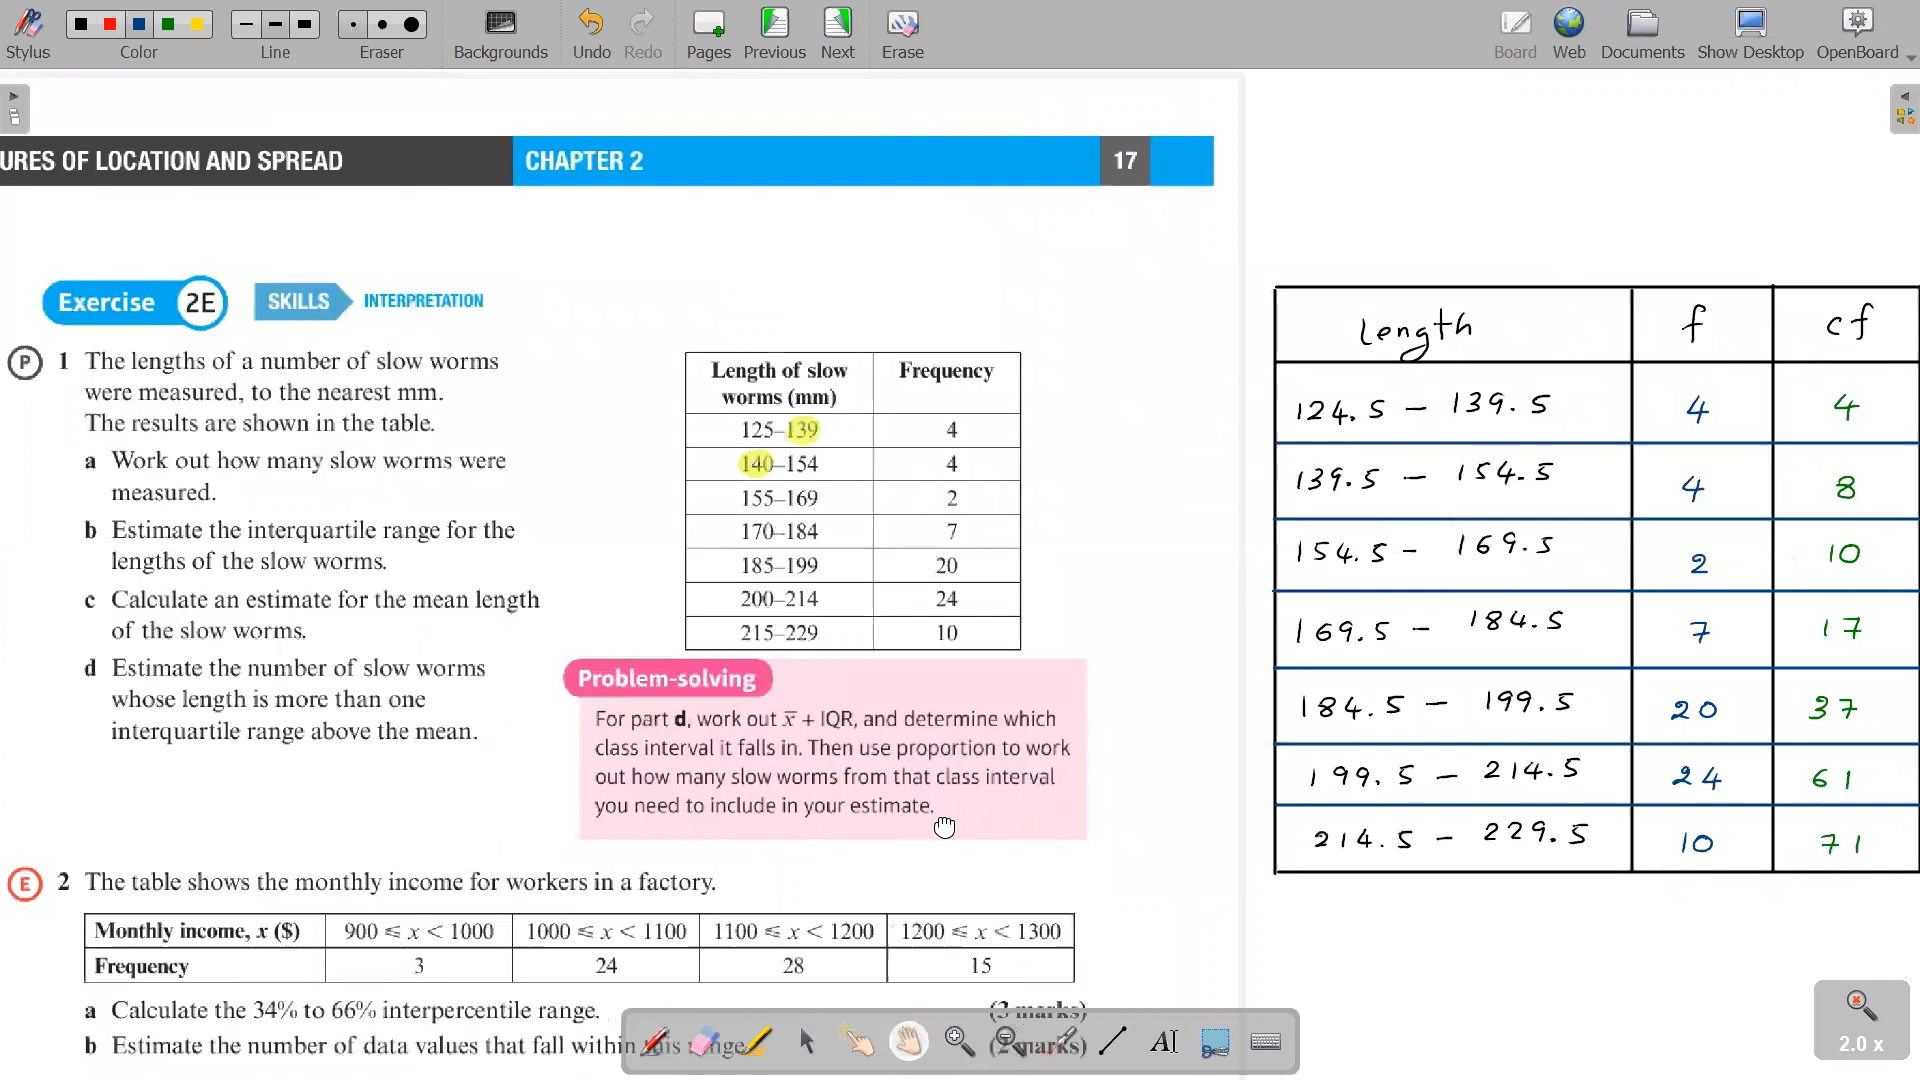 Stylus Color Line Eraser Backgrounds Undo Redo Pages Previous Next Erase Board Web Documents Show Desktop OpenBoard
URES OF LOCATION AND SPREAD CHAPTER 2 17
Exercise 2E SKILLS INTERPRETATION
P 1 The lengths of a number of slow worms
were measured, to the nearest mm.
The results are shown in the table.
a Work out how many slow worms were
measured.
b Estimate the interquartile range for the
lengths of the slow worms.
c Calculate an estimate for the mean length
of the slow worms.
d Estimate the number of slow worms
whose length is more than one
interquartile range above the mean.
Length of slow worms (mm) Frequency
125–139 4
140–154 4
155–169 2
170–184 7
185–199 20
200–214 24
215–229 10
Problem-solving
For part d, work out x̅ + IQR, and determine which
class interval it falls in. Then use proportion to work
out how many slow worms from that class interval
you need to include in your estimate.
length f cf
124.5 – 139.5 4 4
139.5 – 154.5 4 8
154.5 – 169.5 2 10
169.5 – 184.5 7 17
184.5 – 199.5 20 37
199.5 – 214.5 24 61
214.5 – 229.5 10 71
E 2 The table shows the monthly income for workers in a factory.
Monthly income, x ($) 900 ⩽ x < 1000 1000 ⩽ x < 1100 1100 ⩽ x < 1200 1200 ⩽ x < 1300
Frequency 3 24 28 15
a Calculate the 34% to 66% interpercentile range. (3 marks)
b Estimate the number of data values that fall within this range. (2 marks)
2.0 x